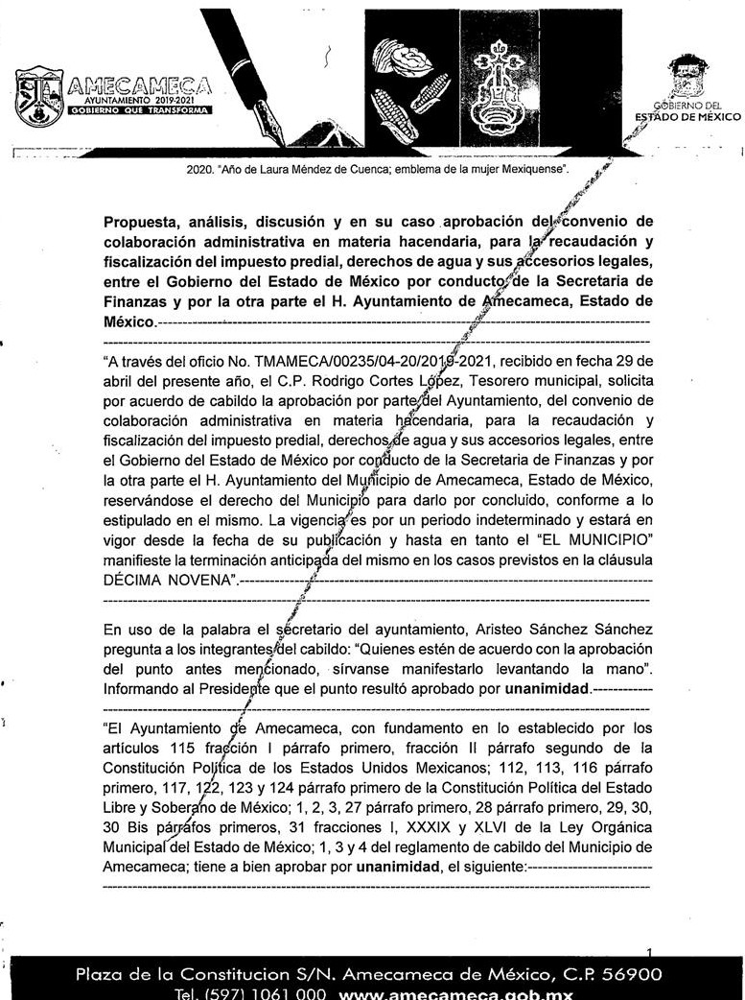 AMECAMECA
AYUNTAMIENTO 2019-2021
GOBIERNO QUE TRANSFORMA
GOBIERNO DEL
ESTADO DE MÉXICO
2020. “Año de Laura Méndez de Cuenca; emblema de la mujer Mexiquense”.
Propuesta, análisis, discusión y en su caso aprobación del convenio de
colaboración administrativa en materia hacendaria, para la recaudación y
fiscalización del impuesto predial, derechos de agua y sus accesorios legales,
entre el Gobierno del Estado de México por conducto de la Secretaria de
Finanzas y por la otra parte el H. Ayuntamiento de Amecameca, Estado de
México.------------------------------------------------------------
------------------------------------------------------------
“A través del oficio No. TMAMECA/00235/04-20/2019-2021, recibido en fecha 29 de
abril del presente año, el C.P. Rodrigo Cortes López, Tesorero municipal, solicita
por acuerdo de cabildo la aprobación por parte del Ayuntamiento, del convenio de
colaboración administrativa en materia hacendaria, para la recaudación y
fiscalización del impuesto predial, derechos de agua y sus accesorios legales, entre
el Gobierno del Estado de México por conducto de la Secretaria de Finanzas y por
la otra parte el H. Ayuntamiento del Municipio de Amecameca, Estado de México,
reservándose el derecho del Municipio para darlo por concluido, conforme a lo
estipulado en el mismo. La vigencia es por un periodo indeterminado y estará en
vigor desde la fecha de su publicación y hasta en tanto el “EL MUNICIPIO”
manifieste la terminación anticipada del mismo en los casos previstos en la cláusula
DÉCIMA NOVENA”.--------------------------------------------------
------------------------------------------------------------
En uso de la palabra el secretario del ayuntamiento, Aristeo Sánchez Sánchez
pregunta a los integrantes del cabildo: “Quienes estén de acuerdo con la aprobación
del punto antes mencionado, sírvanse manifestarlo levantando la mano”.
Informando al Presidente que el punto resultó aprobado por unanimidad.-----------
------------------------------------------------------------
“El Ayuntamiento de Amecameca, con fundamento en lo establecido por los
artículos 115 fracción I párrafo primero, fracción II párrafo segundo de la
Constitución Política de los Estados Unidos Mexicanos; 112, 113, 116 párrafo
primero, 117, 122, 123 y 124 párrafo primero de la Constitución Política del Estado
Libre y Soberano de México; 1, 2, 3, 27 párrafo primero, 28 párrafo primero, 29, 30,
30 Bis párrafos primeros, 31 fracciones I, XXXIX y XLVI de la Ley Orgánica
Municipal del Estado de México; 1, 3 y 4 del reglamento de cabildo del Municipio de
Amecameca; tiene a bien aprobar por unanimidad, el siguiente:----------------------
------------------------------------------------------------
1
Plaza de la Constitucion S/N. Amecameca de México, C.P. 56900
Tel. (597) 1061 000 www.amecameca.gob.mx